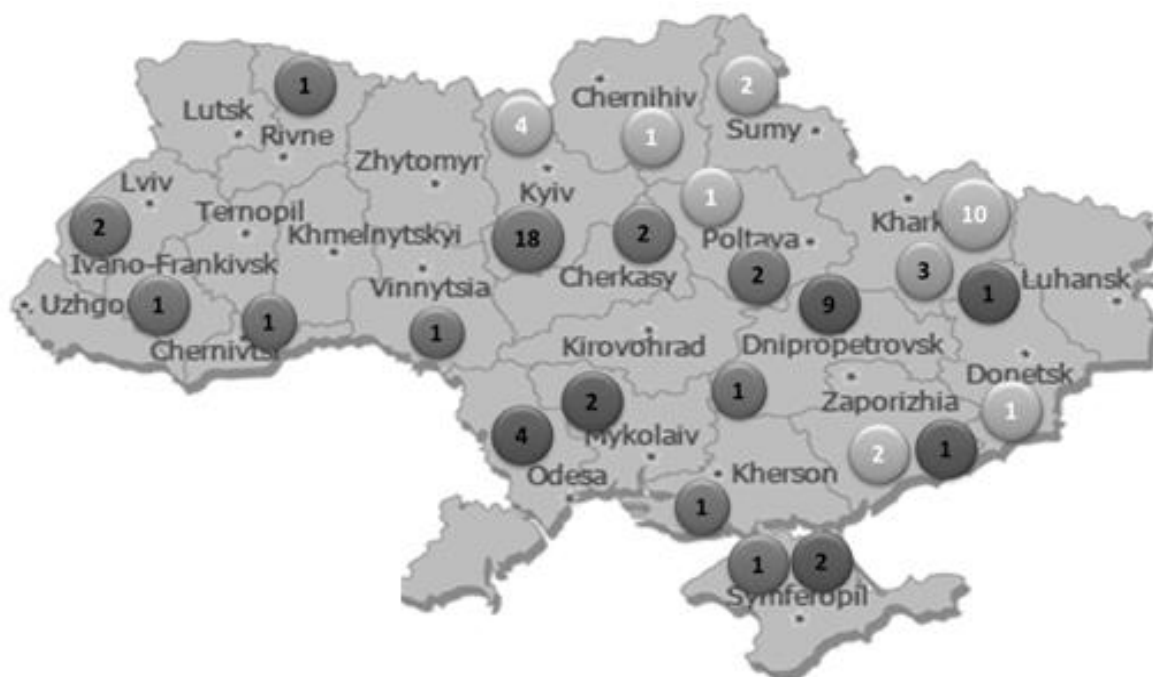 1
2
Chernihiv
4
Lutsk
1
Sumy
Rivne
Zhytomyr
Kyiv
Lviv
1
10
Ternopil
Khark
2
Khmelnytskyi
18
2
Poltava
Ivano-Frankivsk
Cherkasy
3
2
Vinnytsia
Luhansk
Uzhgo
1
9
1
1
1
Chernivtsi
Kirovohrad
Dnipropetrovsk
Donetsk
1
2
Zaporizhia
1
4
Mykolaiv
2
1
Odesa
Kherson
1
1
2
Symferopil